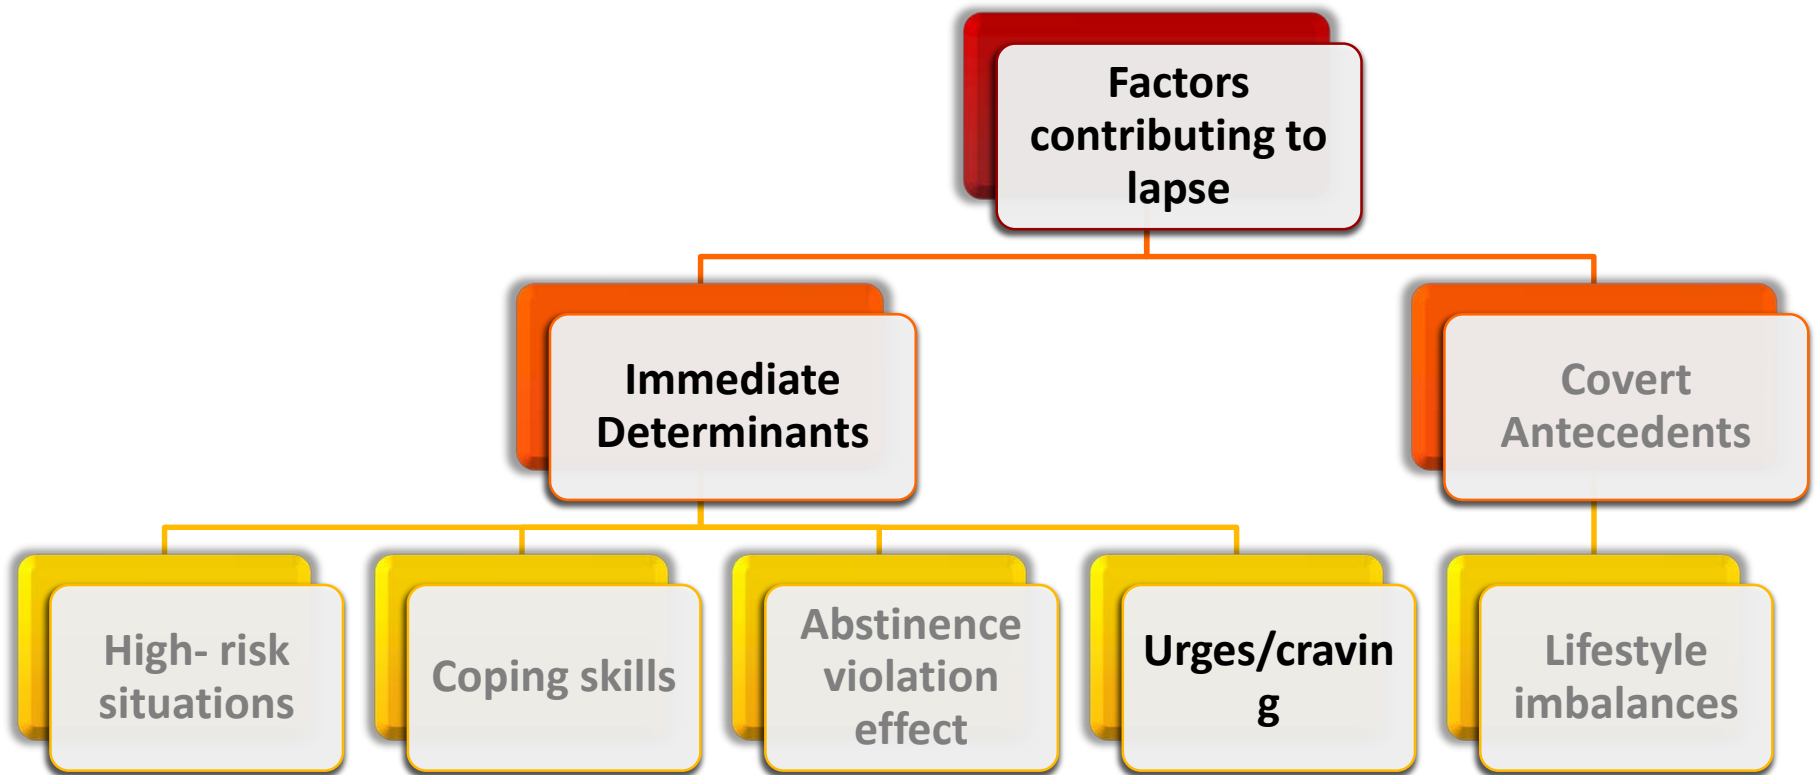 Factors
contributing to
lapse
Immediate
Determinants
Covert
Antecedents
High- risk
situations
Coping skills
Abstinence
violation
effect
Urges/cravin
g
Lifestyle
imbalances